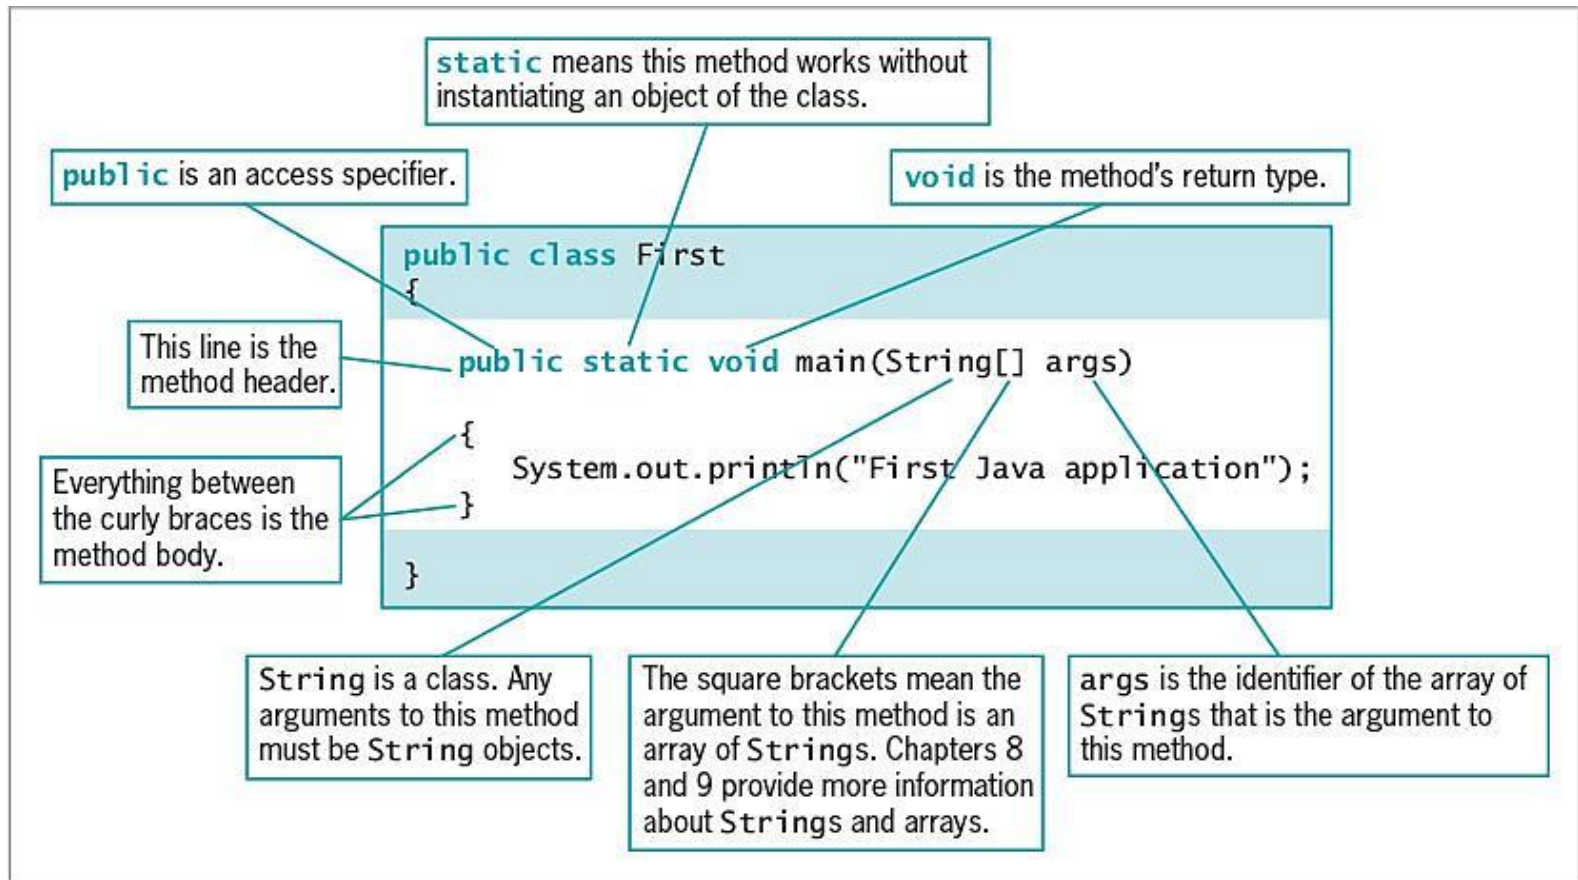 static means this method works without
instantiating an object of the class.
public is an access specifier.
void is the method's return type.
public class First
{
This line is the
method header.
public static void main(String[] args)
{
System.out.println("First Java application");
}
Everything between
the curly braces is the
method body.
}
String is a class. Any
arguments to this method
must be String objects.
The square brackets mean the
argument to this method is an
array of Strings. Chapters 8
and 9 provide more information
about Strings and arrays.
args is the identifier of the array of
Strings that is the argument to
this method.